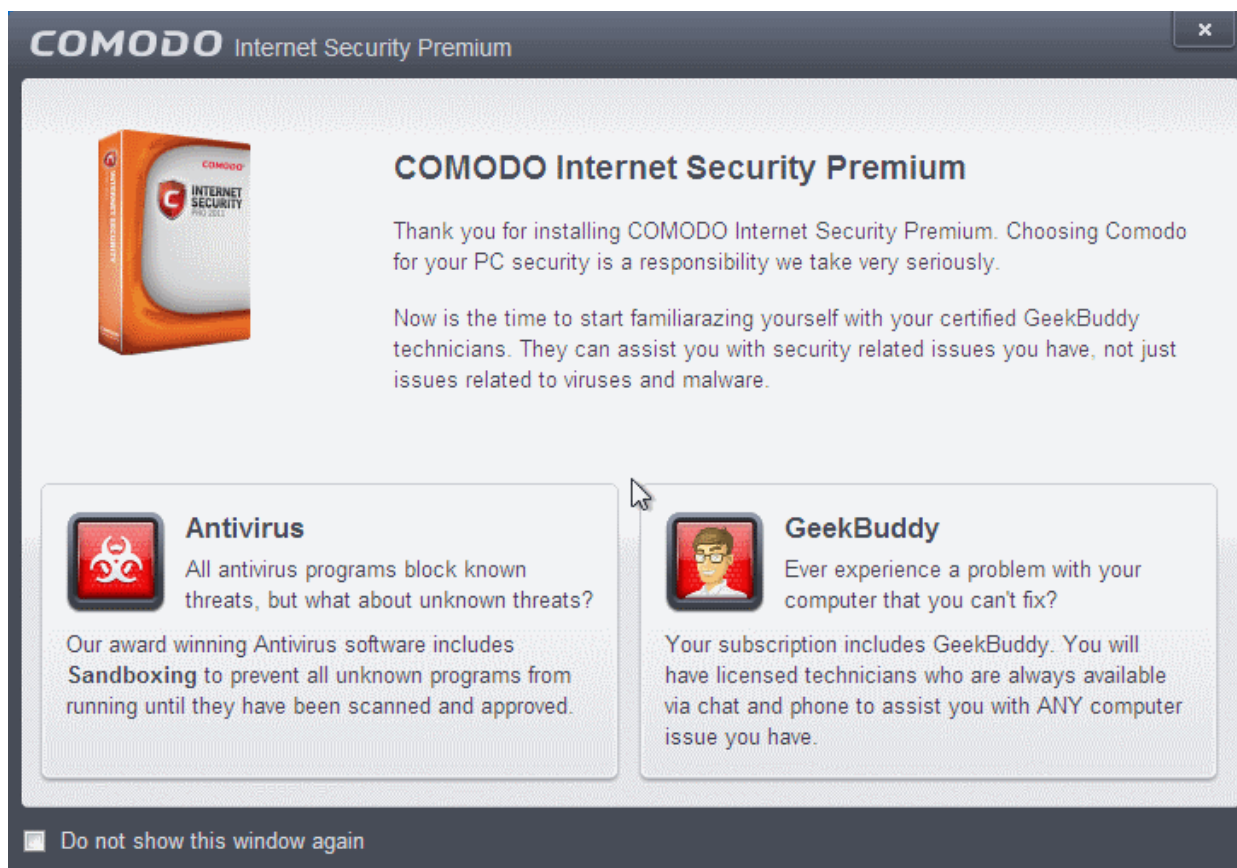 COMODO Internet Security Premium
COMODO
INTERNET
SECURITY
PRO 2011
INTERNET SECURITY
COMODO Internet Security Premium
Thank you for installing COMODO Internet Security Premium. Choosing Comodo
for your PC security is a responsibility we take very seriously.
Now is the time to start familiarazing yourself with your certified GeekBuddy
technicians. They can assist you with security related issues you have, not just
issues related to viruses and malware.
Antivirus
All antivirus programs block known
threats, but what about unknown threats?
Our award winning Antivirus software includes
Sandboxing to prevent all unknown programs from
running until they have been scanned and approved.
GeekBuddy
Ever experience a problem with your
computer that you can't fix?
Your subscription includes GeekBuddy. You will
have licensed technicians who are always available
via chat and phone to assist you with ANY computer
issue you have.
Do not show this window again